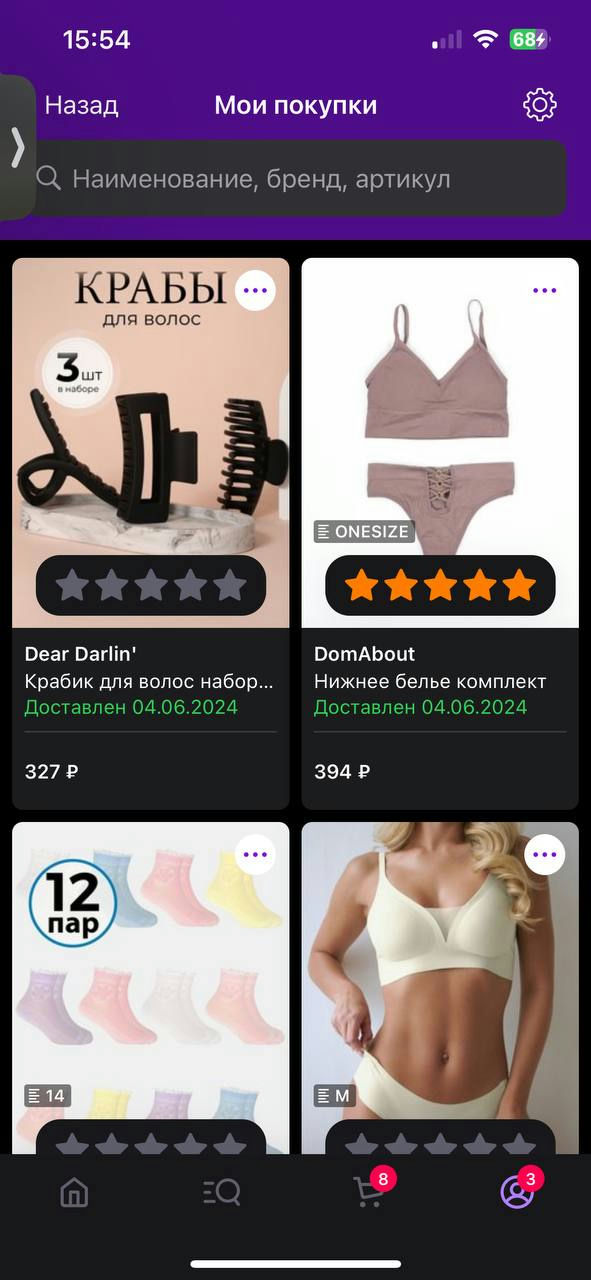 15:54
68
Назад
Мои покупки
Наименование, бренд, артикул
КРАБЫ
для волос
3 шт
в наборе
ONESIZE
Dear Darlin'
Крабик для волос набор...
Доставлен 04.06.2024
327 ₽
DomAbout
Нижнее белье комплект
Доставлен 04.06.2024
394 ₽
12
пар
14
M
8
3